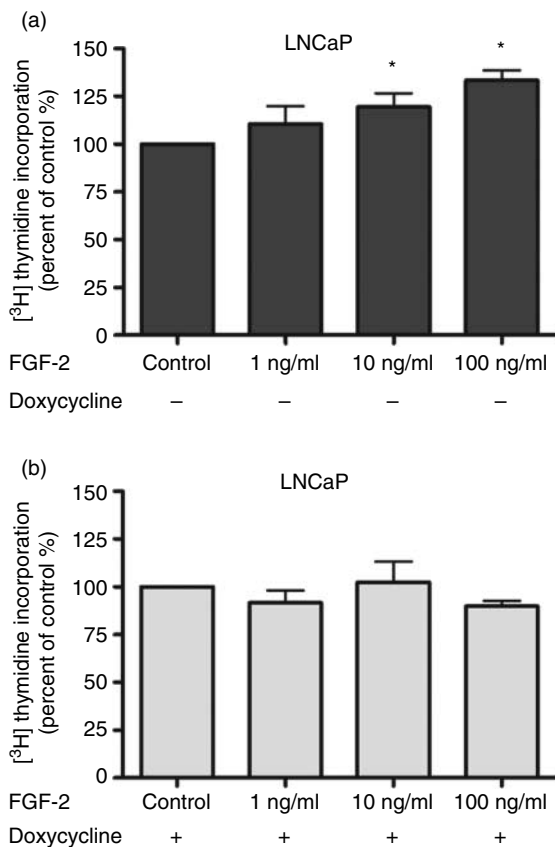 (a)
LNCaP
[³H] thymidine incorporation
(percent of control %)
150
125
100
75
50
25
0
* *
FGF-2 Control 1 ng/ml 10 ng/ml 100 ng/ml
Doxycycline – – – –
(b)
LNCaP
[³H] thymidine incorporation
(percent of control %)
150
125
100
75
50
25
0
FGF-2 Control 1 ng/ml 10 ng/ml 100 ng/ml
Doxycycline + + + +